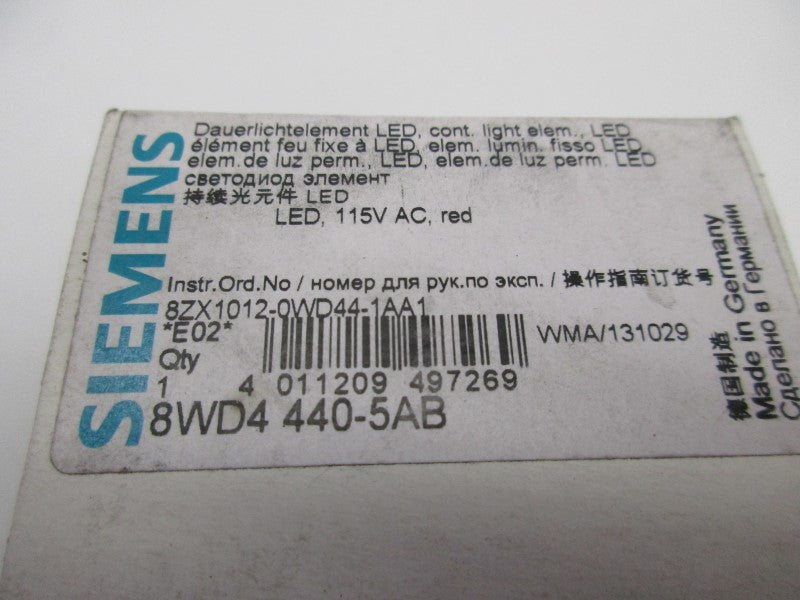 SIEMENS
Dauerlichtelement LED, cont. light elem., LED
élément feu fixe à LED, elem. lumin. fisso LED
elem.de luz perm., LED, elem.de luz perm. LED
светодиод элемент
持续光元件 LED
LED, 115V AC, red
Instr.Ord.No / номер для рук.по эксп. / 操作指南订货号
8ZX1012-0WD44-1AA1
*E02*
WMA/131029
Qty
1
4 011209 497269
8WD4 440-5AB
德国制造
Made in Germany
Сделано в Германии